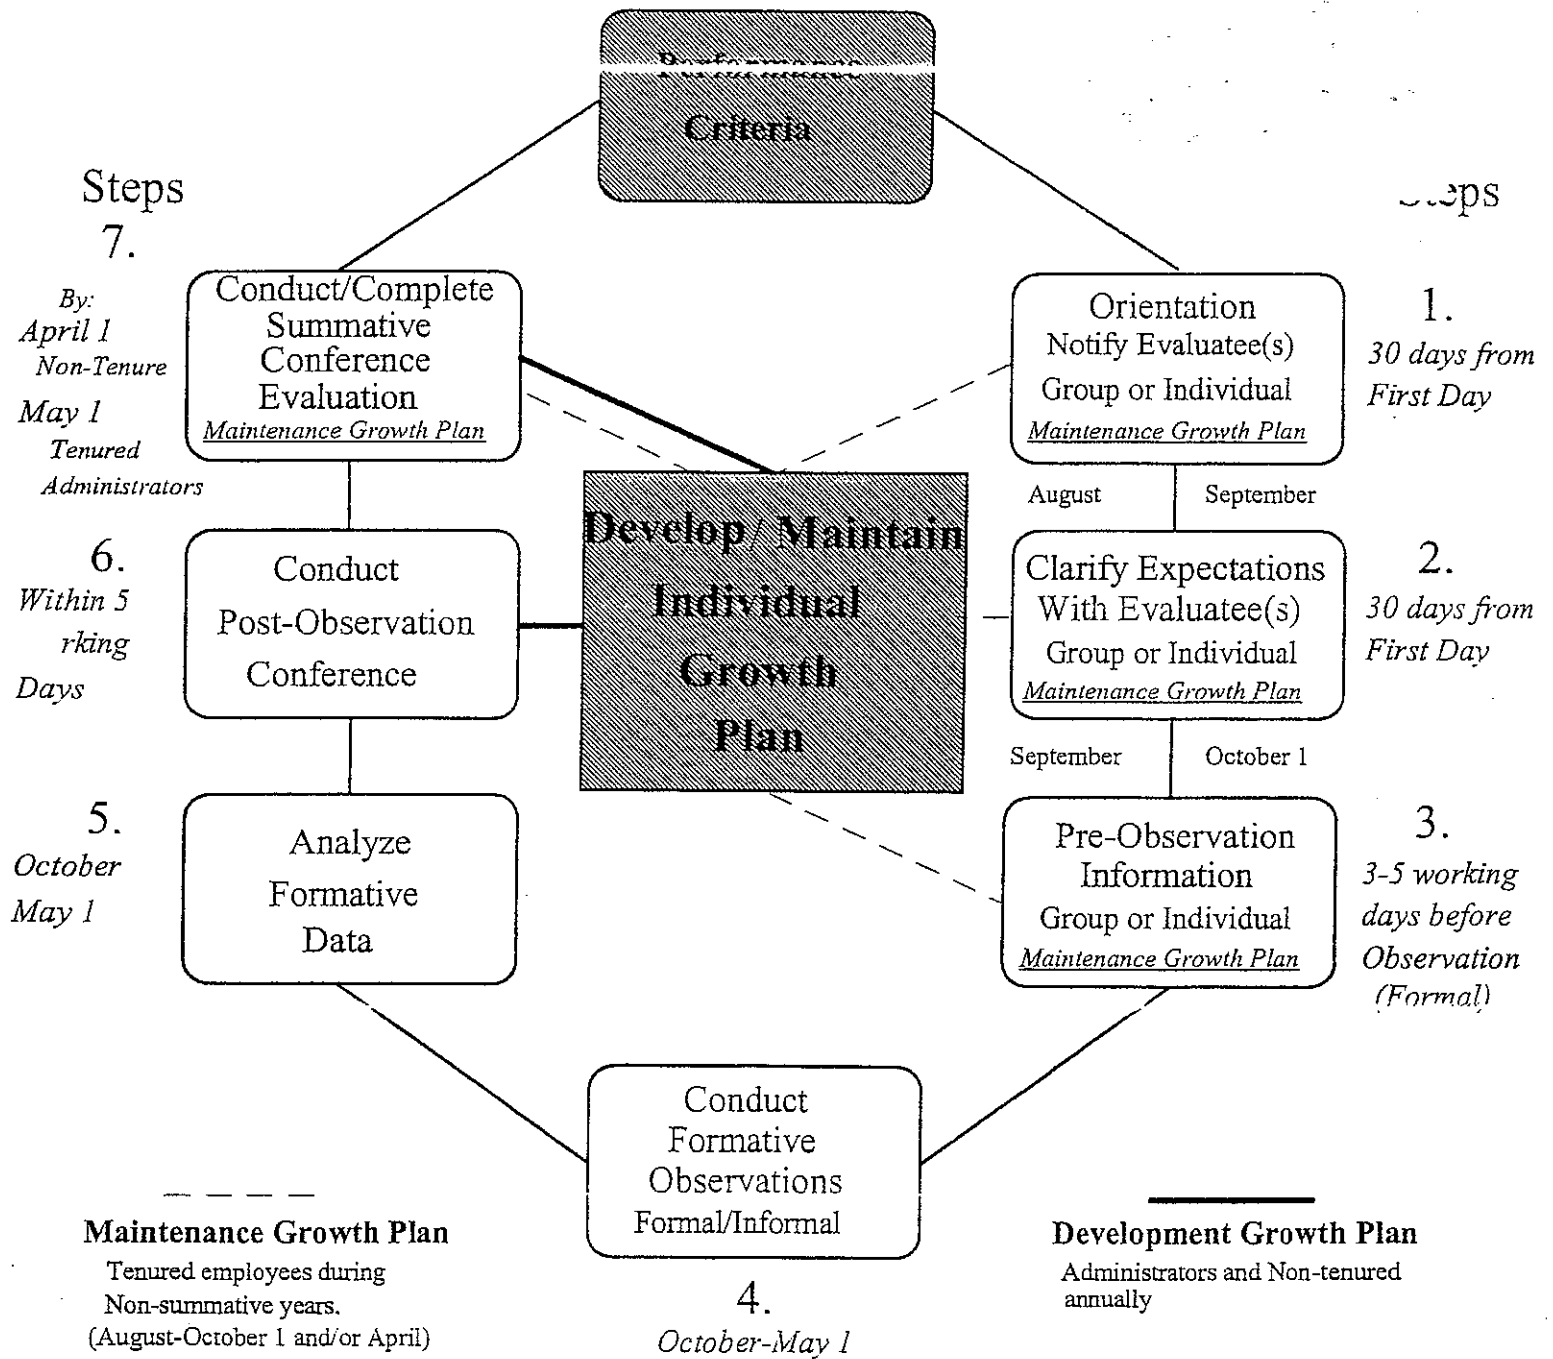 Performance
Criteria
Steps
7.
By:
April 1
Non-Tenure
May 1
Tenured
Administrators
Conduct/Complete
Summative
Conference
Evaluation
Maintenance Growth Plan
Orientation
Notify Evaluatee(s)
Group or Individual
Maintenance Growth Plan
1.
30 days from
First Day
August September
6.
Within 5
rking
Days
Conduct
Post-Observation
Conference
Develop/ Maintain
Individual
Growth
Plan
Clarify Expectations
With Evaluatee(s)
Group or Individual
Maintenance Growth Plan
2.
30 days from
First Day
September October 1
5.
October
May 1
Analyze
Formative
Data
Pre-Observation
Information
Group or Individual
Maintenance Growth Plan
3.
3-5 working
days before
Observation
(Formal)
Conduct
Formative
Observations
Formal/Informal
4.
October-May 1
Maintenance Growth Plan
Tenured employees during
Non-summative years.
(August-October 1 and/or April)
Development Growth Plan
Administrators and Non-tenured
annually